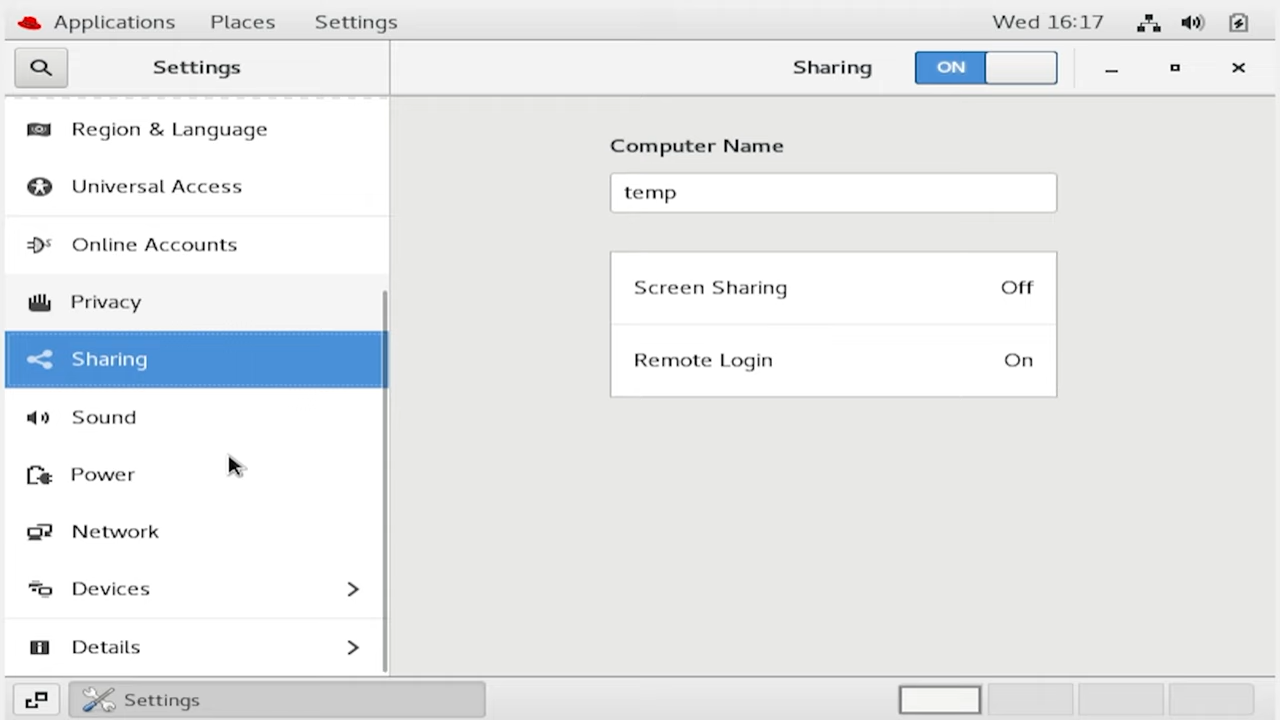 Applications Places Settings Wed 16:17
Settings Sharing ON
Region & Language
Universal Access
Online Accounts
Privacy
Sharing
Sound
Power
Network
Devices
Details
Computer Name
temp
Screen Sharing Off
Remote Login On
Settings